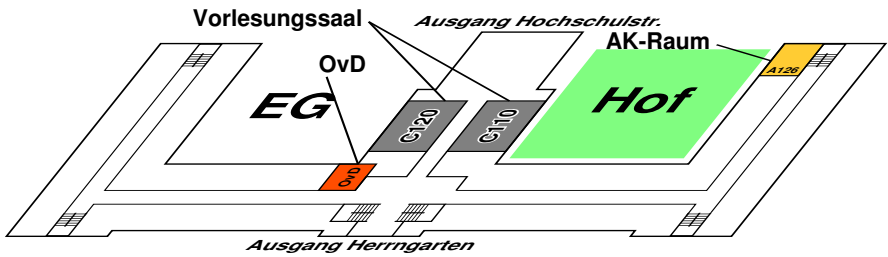 Vorlesungssaal
Ausgang Hochschulstr.
AK-Raum
OvD
A126
EG
Hof
C120
C110
OvD
Ausgang Herrngarten